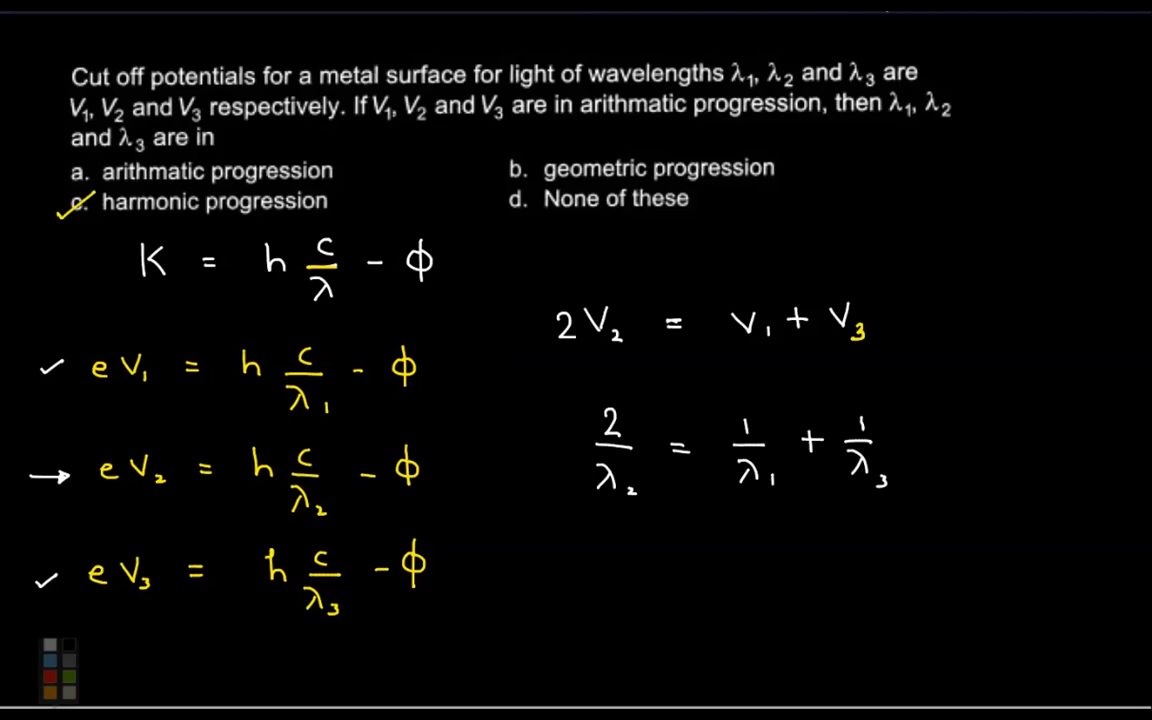 Cut off potentials for a metal surface for light of wavelengths λ₁, λ₂ and λ₃ are
V₁, V₂ and V₃ respectively. If V₁, V₂ and V₃ are in arithmatic progression, then λ₁, λ₂
and λ₃ are in
a. arithmatic progression b. geometric progression
c. harmonic progression d. None of these
K = h c/λ - ϕ
2V₂ = V₁ + V₃
eV₁ = h c/λ₁ - ϕ
2/λ₂ = 1/λ₁ + 1/λ₃
eV₂ = h c/λ₂ - ϕ
eV₃ = h c/λ₃ - ϕ